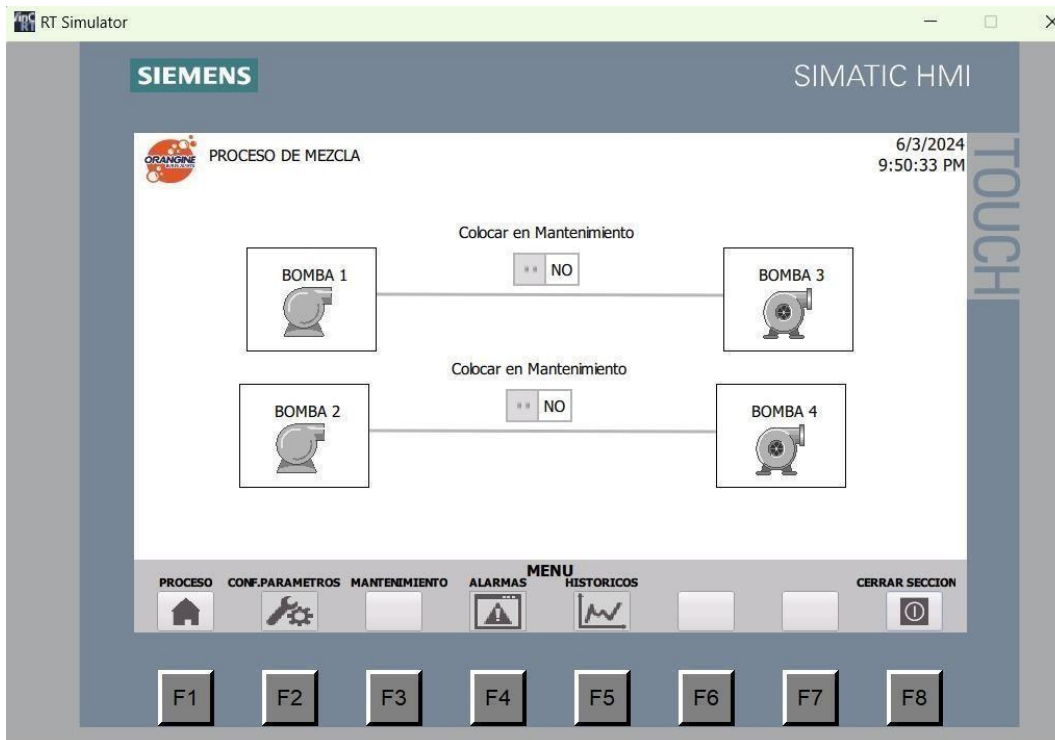 RT Simulator
SIEMENS
SIMATIC HMI
TOUCH
ORANGINE
PROCESO DE MEZCLA
6/3/2024
9:50:33 PM
Colocar en Mantenimiento
NO
BOMBA 1
BOMBA 3
Colocar en Mantenimiento
NO
BOMBA 2
BOMBA 4
MENU
PROCESO
CONF.PARAMETROS
MANTENIMIENTO
ALARMAS
HISTORICOS
CERRAR SECCION
F1
F2
F3
F4
F5
F6
F7
F8